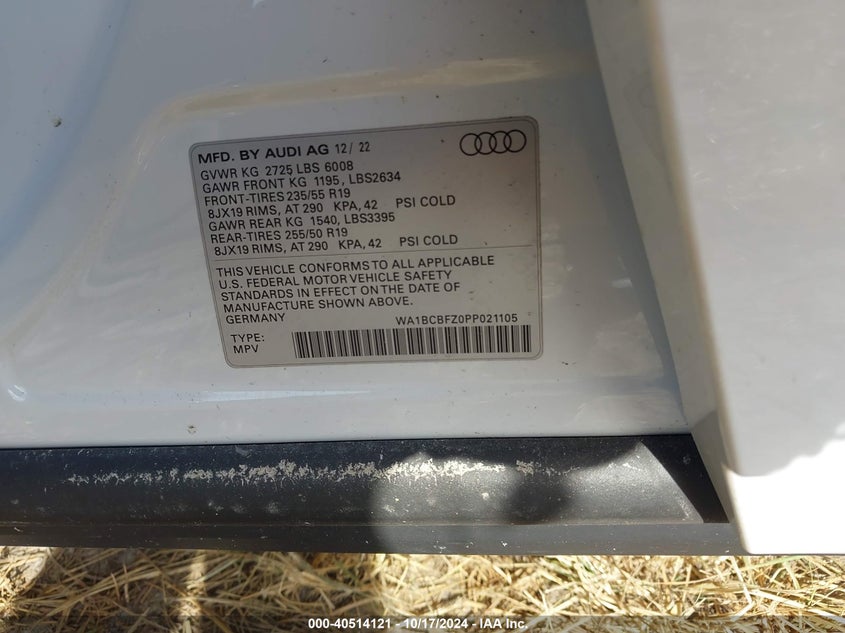 MFD. BY AUDI AG 12/ 22
GVWR KG 2725 LBS 6008
GAWR FRONT KG 1195, LBS2634
FRONT-TIRES 235/55 R19
8JX19 RIMS, AT 290 KPA, 42 PSI COLD
GAWR REAR KG 1540, LBS3395
REAR-TIRES 255/50 R19
8JX19 RIMS, AT 290 KPA, 42 PSI COLD
THIS VEHICLE CONFORMS TO ALL APPLICABLE
U.S. FEDERAL MOTOR VEHICLE SAFETY
STANDARDS IN EFFECT ON THE DATE OF
MANUFACTURE SHOWN ABOVE.
GERMANY
WA1BCBFZ0PP021105
TYPE:
MPV
000-40514121 - 10/17/2024 - IAA Inc.